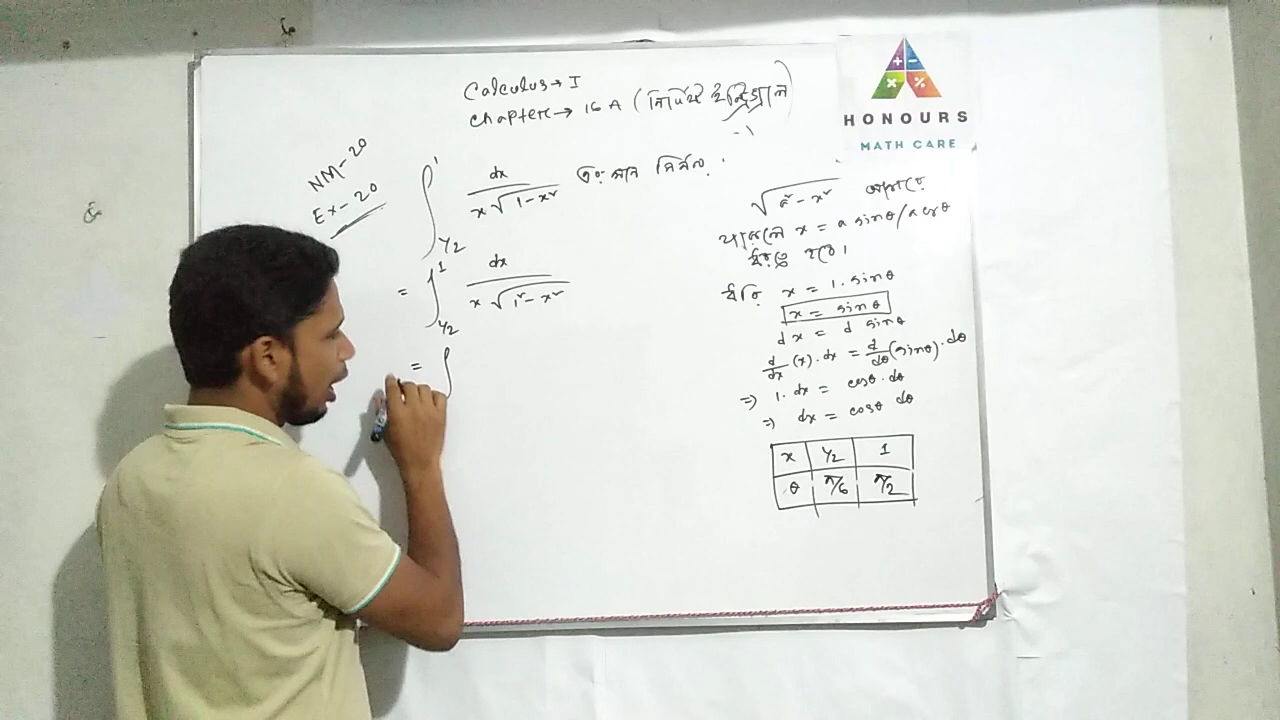 Calculus → I
Chapter → 16 A (নির্দিষ্ট ইন্টিগ্রাল)
-1
NM-20
Ex-20
∫_{1/2}^{1} dx / x√1-x² এর মান নির্ণয়.
= ∫_{1/2}^{1} dx / x√1²-x²
= ∫
√a²-x² আকারে
থাকলে x = a sinθ/a cosθ
ধরতে হবে।
ধরি x = 1. sinθ
x = sinθ
dx = d sinθ
d/dx (x). dx = d/dθ (sinθ). dθ
⇒ 1. dx = cosθ. dθ
⇒ dx = cosθ dθ
x 1/2 1
θ π/6 π/2
+ -
× %
HONOURS
MATH CARE